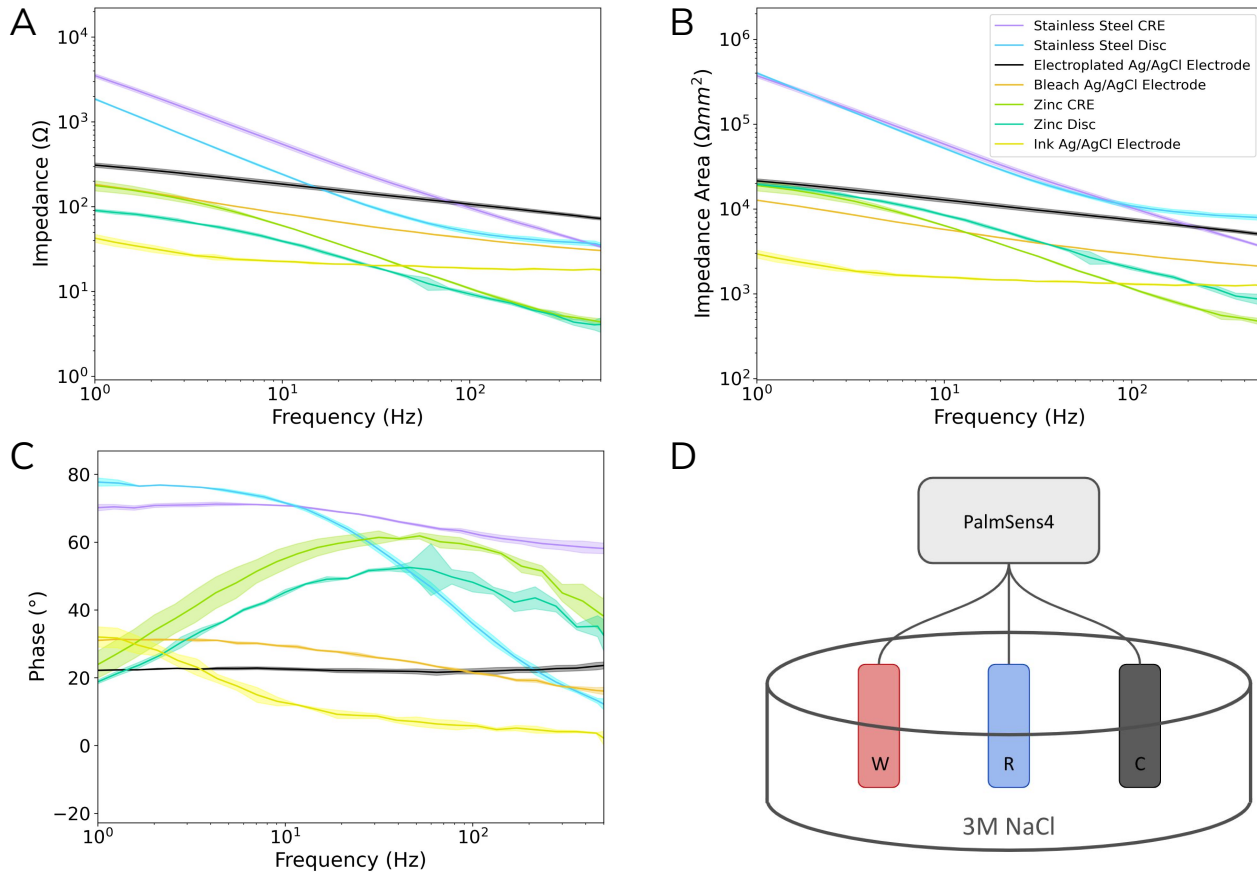 A
10⁴
10³
10²
10¹
10⁰
Impedance (Ω)
10⁰
10¹
10²
Frequency (Hz)
B
10⁶
10⁵
10⁴
10³
10²
Impedance Area (Ωmm²)
10⁰
10¹
10²
Frequency (Hz)
Stainless Steel CRE
Stainless Steel Disc
Electroplated Ag/AgCl Electrode
Bleach Ag/AgCl Electrode
Zinc CRE
Zinc Disc
Ink Ag/AgCl Electrode
C
80
60
40
20
0
−20
Phase (°)
10⁰
10¹
10²
Frequency (Hz)
D
PalmSens4
W
R
C
3M NaCl